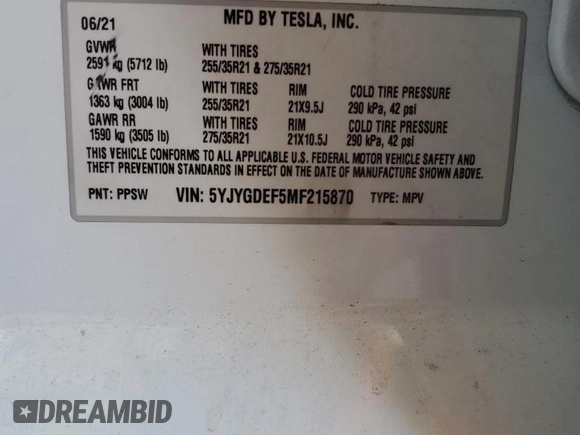 06/21 MFD BY TESLA, INC.
GVWR WITH TIRES
2591 kg (5712 lb) 255/35R21 & 275/35R21
GAWR FRT WITH TIRES RIM COLD TIRE PRESSURE
1363 kg (3004 lb) 255/35R21 21X9.5J 290 kPa, 42 psi
GAWR RR WITH TIRES RIM COLD TIRE PRESSURE
1590 kg (3505 lb) 275/35R21 21X10.5J 290 kPa, 42 psi
THIS VEHICLE CONFORMS TO ALL APPLICABLE U.S. FEDERAL MOTOR VEHICLE SAFETY AND
THEFT PREVENTION STANDARDS IN EFFECT ON THE DATE OF MANUFACTURE SHOWN ABOVE.
PNT: PPSW VIN: 5YJYGDEF5MF215870 TYPE: MPV
DREAMBID